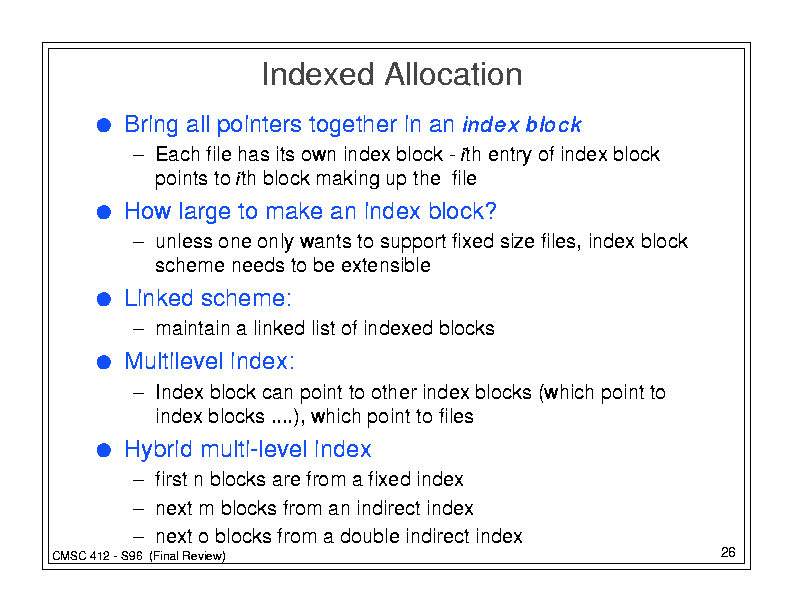 Indexed Allocation
● Bring all pointers together in an index block
– Each file has its own index block - ith entry of index block
points to ith block making up the file
● How large to make an index block?
– unless one only wants to support fixed size files, index block
scheme needs to be extensible
● Linked scheme:
– maintain a linked list of indexed blocks
● Multilevel index:
– Index block can point to other index blocks (which point to
index blocks ....), which point to files
● Hybrid multi-level index
– first n blocks are from a fixed index
– next m blocks from an indirect index
– next o blocks from a double indirect index
CMSC 412 - S96 (Final Review)
26